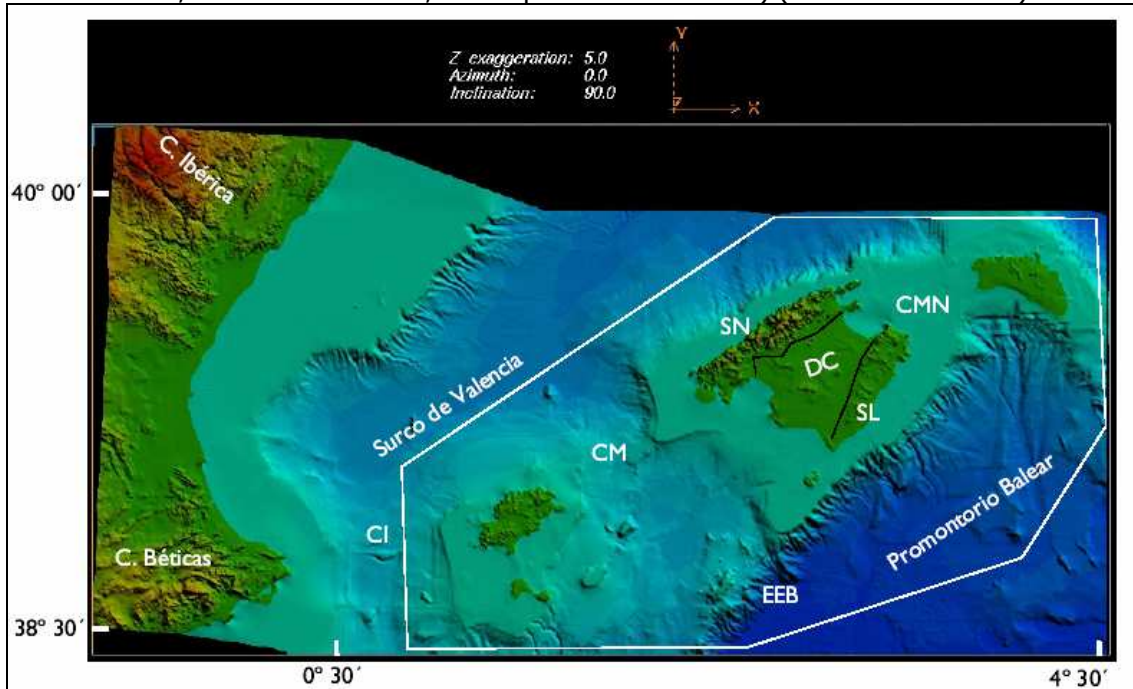 Z exaggeration: 5.0
Azimuth: 0.0
Inclination: 90.0
Y
Z X
C. Ibérica
40° 00´
SN
CMN
DC
Surco de Valencia
SL
CM
Promontorio Balear
CI
C. Béticas
EEB
38° 30´
0° 30´
4° 30´